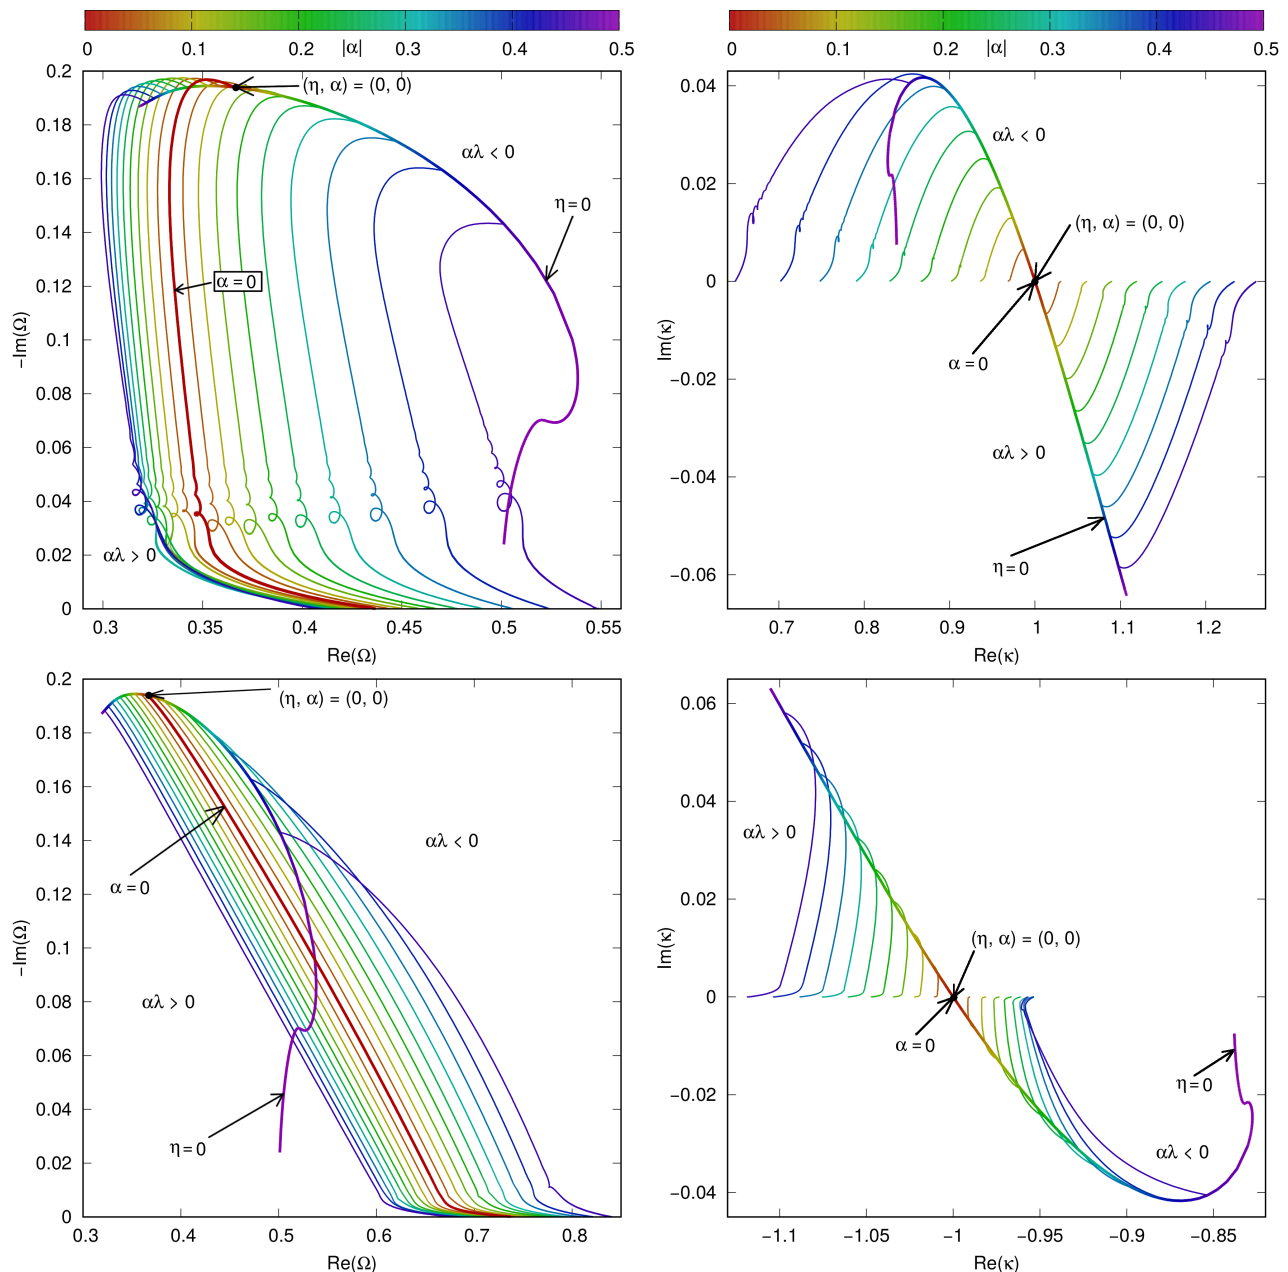 0 0.1 0.2 |α| 0.3 0.4 0.5
0 0.1 0.2 |α| 0.3 0.4 0.5
0.2
0.18
0.16
0.14
0.12
0.1
0.08
0.06
0.04
0.02
0
−Im(Ω)
0.3 0.35 0.4 0.45 0.5 0.55
Re(Ω)
(η, α) = (0, 0)
αλ < 0
η = 0
α = 0
αλ > 0
0.04
0.02
0
−0.02
−0.04
−0.06
Im(κ)
0.7 0.8 0.9 1 1.1 1.2
Re(κ)
αλ < 0
(η, α) = (0, 0)
α = 0
αλ > 0
η = 0
0.2
0.18
0.16
0.14
0.12
0.1
0.08
0.06
0.04
0.02
0
−Im(Ω)
0.3 0.4 0.5 0.6 0.7 0.8
Re(Ω)
(η, α) = (0, 0)
αλ < 0
α = 0
αλ > 0
η = 0
0.06
0.04
0.02
0
−0.02
−0.04
Im(κ)
−1.1 −1.05 −1 −0.95 −0.9 −0.85
Re(κ)
αλ > 0
(η, α) = (0, 0)
α = 0
η = 0
αλ < 0